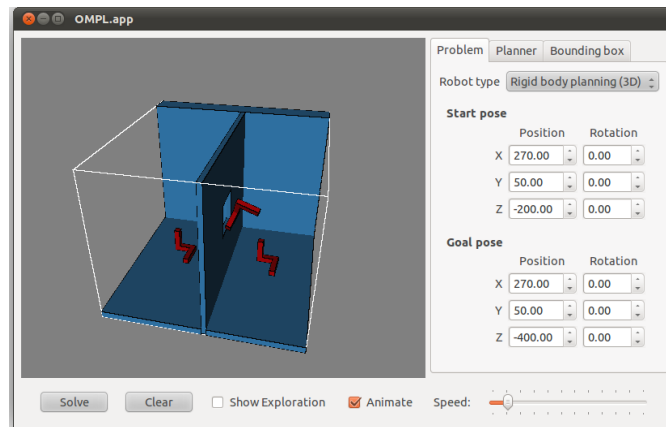 OMPL.app
Problem Planner Bounding box
Robot type Rigid body planning (3D)
Start pose
Position Rotation
X 270.00 0.00
Y 50.00 0.00
Z -200.00 0.00
Goal pose
Position Rotation
X 270.00 0.00
Y 50.00 0.00
Z -400.00 0.00
Solve Clear Show Exploration Animate Speed: